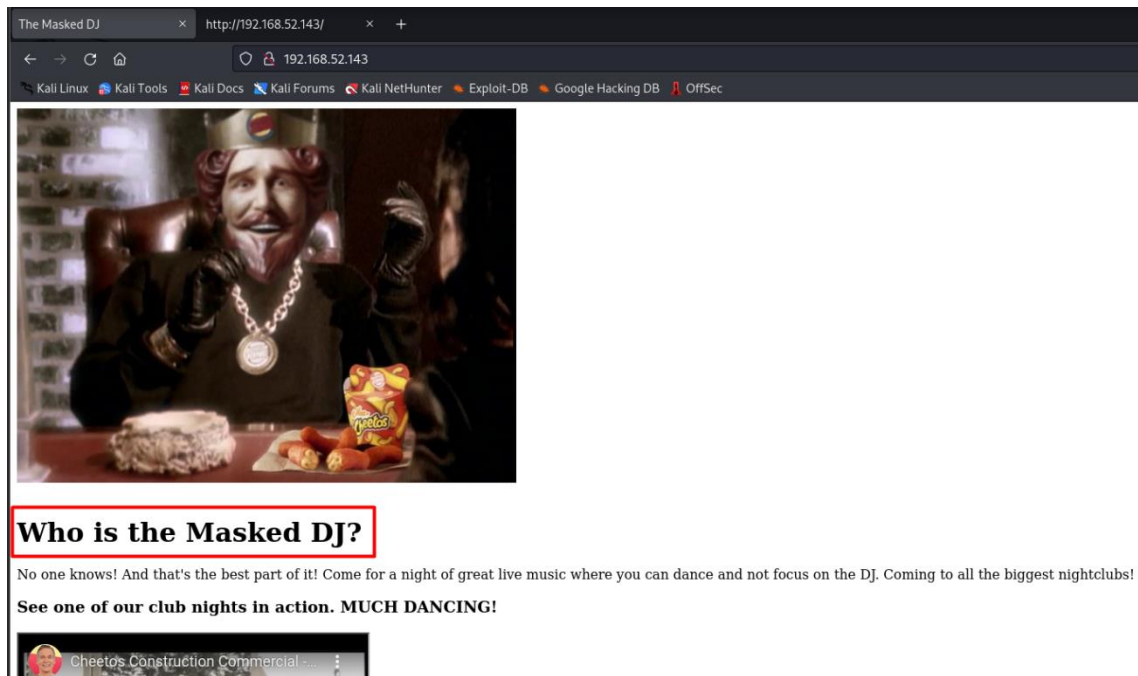 The Masked DJ × http://192.168.52.143/ × +
192.168.52.143
Kali Linux Kali Tools Kali Docs Kali Forums Kali NetHunter Exploit-DB Google Hacking DB OffSec
Cheetos
Who is the Masked DJ?
No one knows! And that's the best part of it! Come for a night of great live music where you can dance and not focus on the DJ. Coming to all the biggest nightclubs!
See one of our club nights in action. MUCH DANCING!
Cheetos Construction Commercial -...